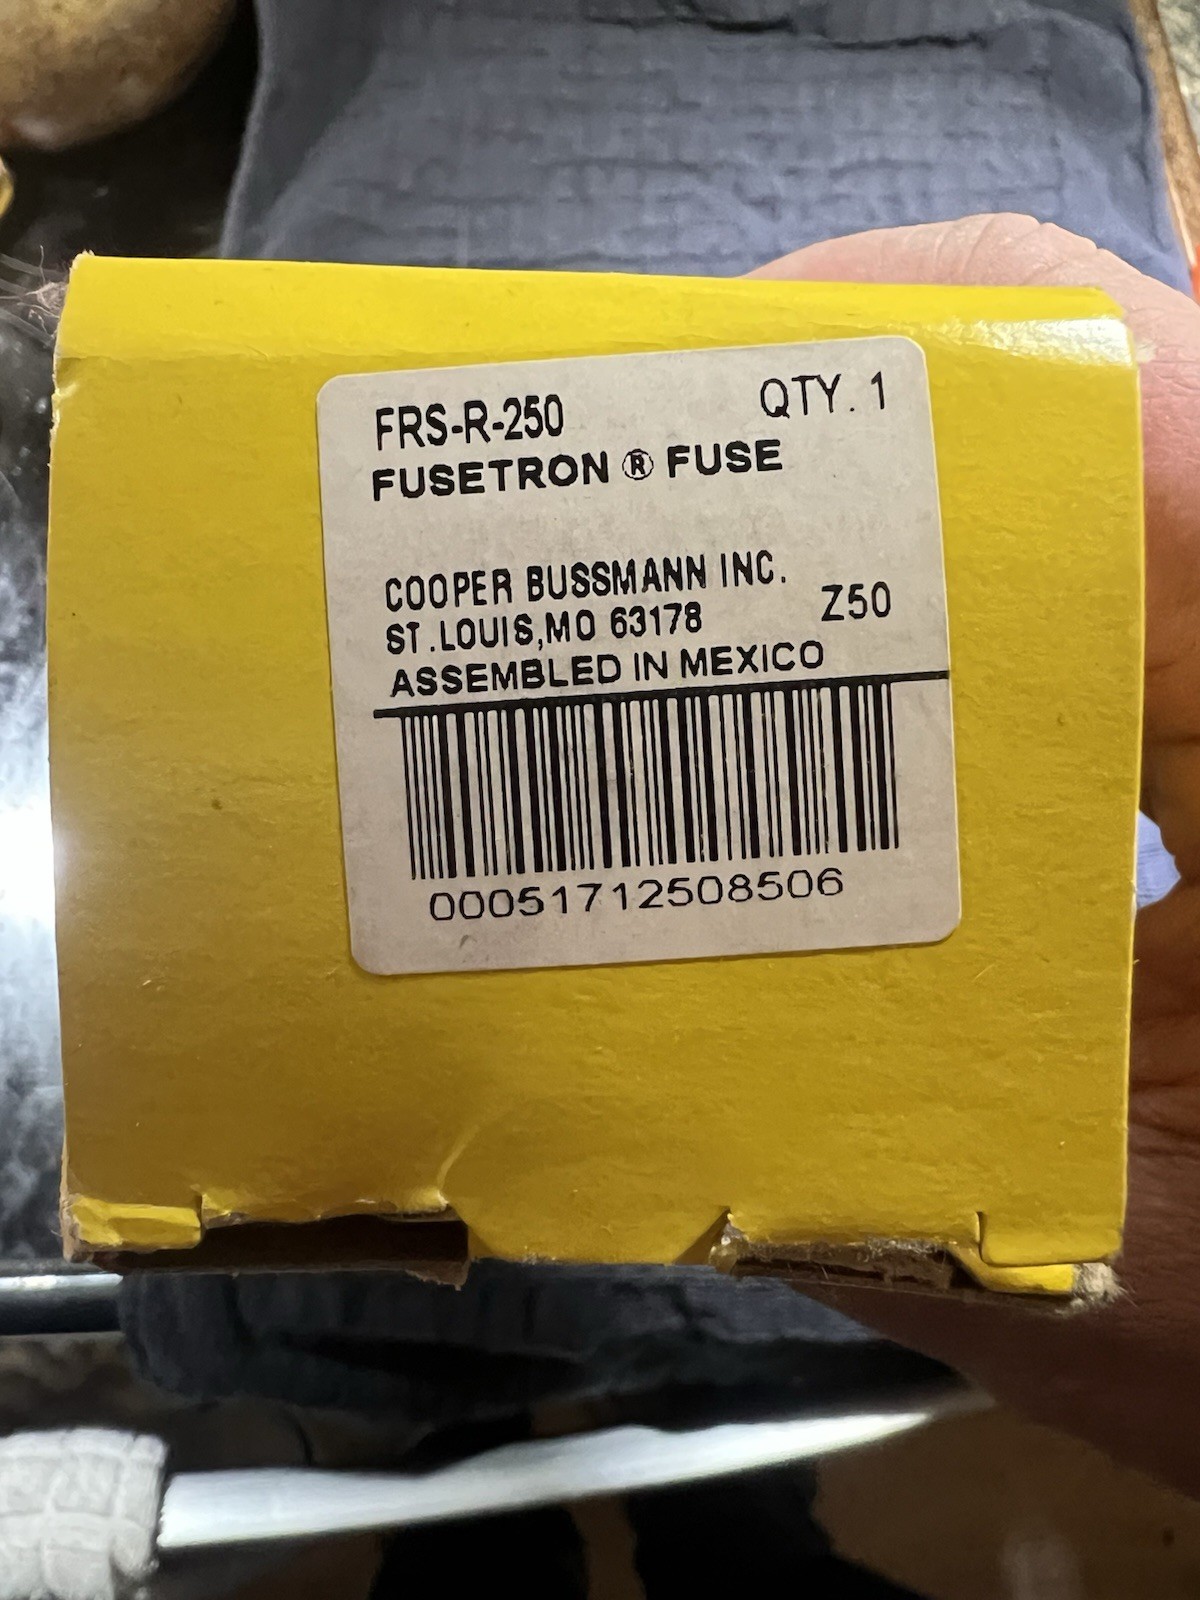 FRS-R-250 QTY. 1
FUSETRON ® FUSE
COOPER BUSSMANN INC.
ST.LOUIS,MO 63178 Z50
ASSEMBLED IN MEXICO
00051712508506